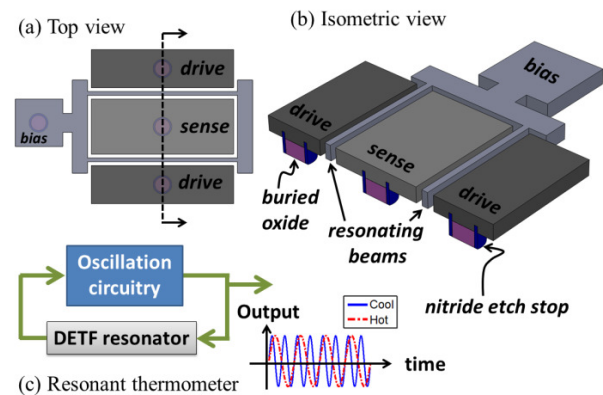 (a) Top view
drive
sense
bias
drive
(b) Isometric view
bias
drive
sense
drive
buried
oxide
resonating
beams
nitride etch stop
Oscillation
circuitry
DETF resonator
Output
Cool
Hot
time
(c) Resonant thermometer